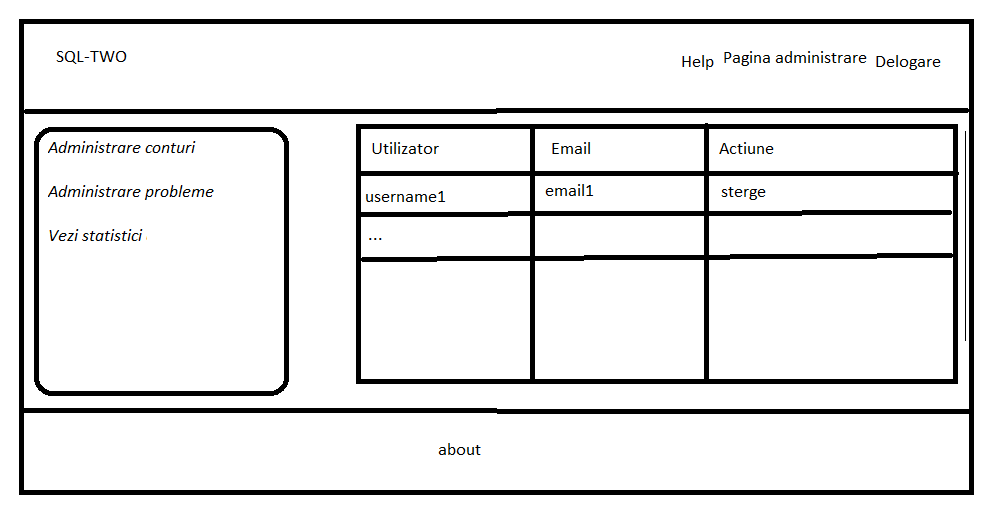 SQL-TWO
Help Pagina administrare Delogare
Administrare conturi
Administrare probleme
Vezi statistici
Utilizator Email Actiune
username1 email1 sterge
...
about